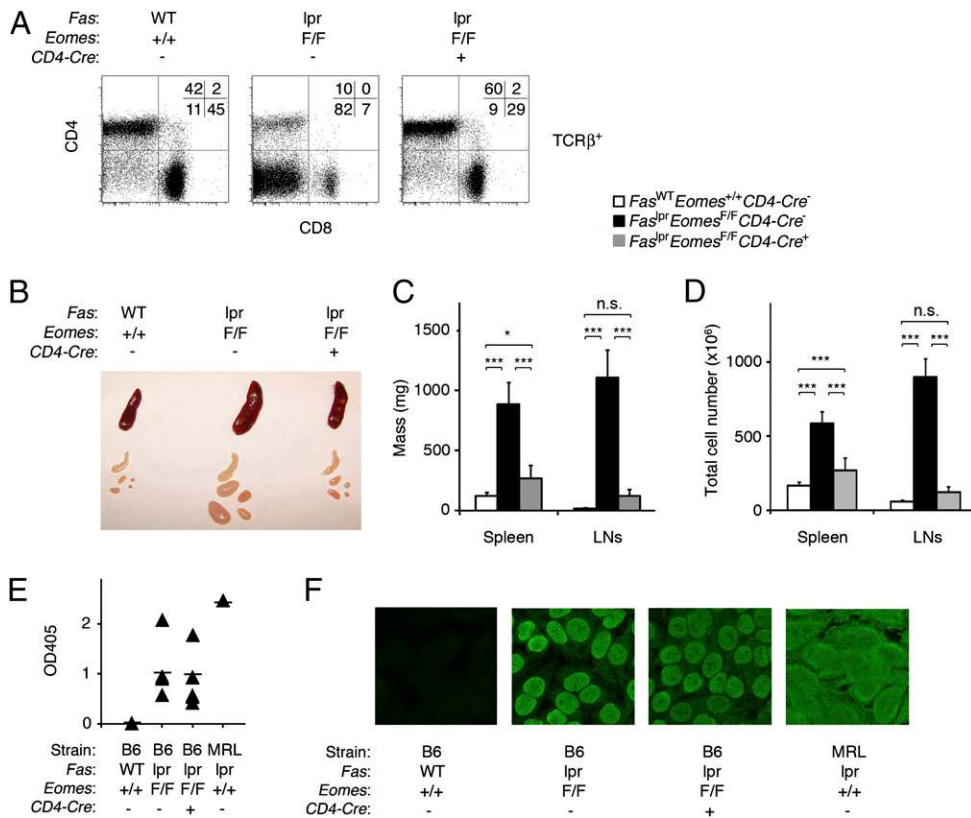 A
Fas: WT lpr lpr
Eomes: +/+ F/F F/F
CD4-Cre: - - +
42 2 10 0 60 2
11 45 82 7 9 29
CD4
TCRβ+
CD8
FasWTEomes+/+CD4-Cre-
FaslprEomesF/FCD4-Cre-
FaslprEomesF/FCD4-Cre+
B
Fas: WT lpr lpr
Eomes: +/+ F/F F/F
CD4-Cre: - - +
C
Mass (mg)
1500
1000
500
0
*
*** ***
n.s.
*** ***
Spleen LNs
D
Total cell number (x10⁶)
1000
500
0
***
*** ***
n.s.
*** ***
Spleen LNs
E
OD405
2
1
0
Strain: B6 B6 B6 MRL
Fas: WT lpr lpr lpr
Eomes: +/+ F/F F/F +/+
CD4-Cre: - - + -
F
B6 B6 B6 MRL
Strain:
Fas: WT lpr lpr lpr
Eomes: +/+ F/F F/F +/+
CD4-Cre: - - + -